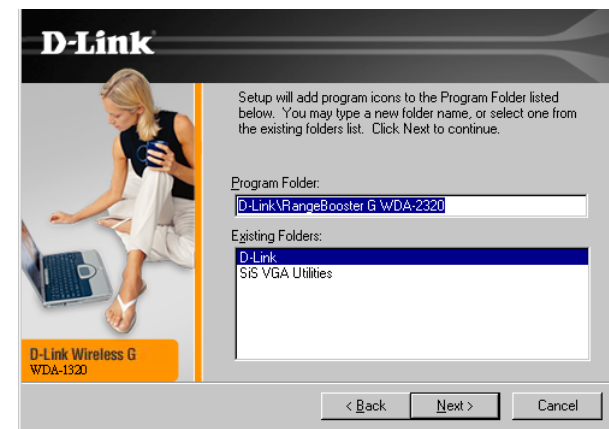 D-Link
Setup will add program icons to the Program Folder listed
below. You may type a new folder name, or select one from
the existing folders list. Click Next to continue.
Program Folder:
D-Link\RangeBooster G WDA-2320
Existing Folders:
D-Link
SiS VGA Utilities
D-Link Wireless G
WDA-1320
< Back
Next >
Cancel